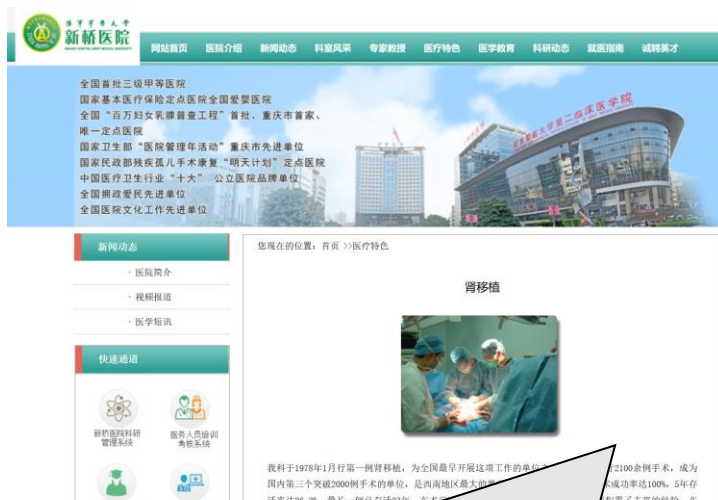 新桥医院
网站首页 医院介绍 新闻动态 科室风采 专家教授 医疗特色 医学教育 科研动态 就医指南 诚聘英才
全国首批三级甲等医院
国家基本医疗保险定点医院全国爱婴医院
全国“百万妇女乳腺普查工程”首批、重庆市首家、
唯一定点医院
国家卫生部“医院管理年活动”重庆市先进单位
国家民政部残疾孤儿手术康复“明天计划”定点医院
中国医疗卫生行业“十大” 公立医院品牌单位
全国拥政爱民先进单位
全国医院文化工作先进单位
大学第二临床医学院
新闻动态
· 医院简介
· 视频报道
· 医学短讯
快速通道
新桥医院科研
管理系统
医务人员培训
考核系统
您现在的位置：首页 >>医疗特色
肾移植
我科于1978年1月行第一例肾移植，为全国最早开展这项工作的单位 2100余例手术，成为
国内第三个突破2000例手术的单位，是西南地区最大的 术成功率达100%，5年存